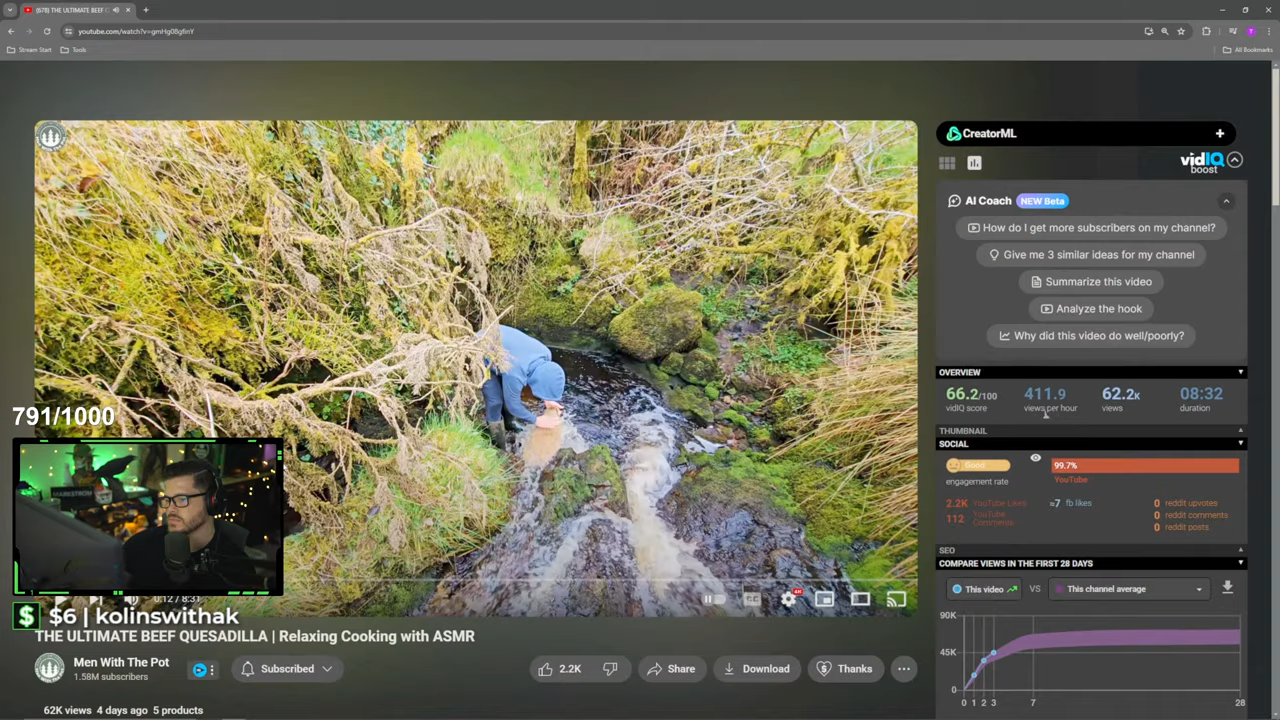 (678) THE ULTIMATE BEEF
Stream Start
Tools
All Bookmarks
CreatorML
vidIQ
boost
AI Coach NEW Beta
How do I get more subscribers on my channel?
Give me 3 similar ideas for my channel
Summarize this video
Analyze the hook
Why did this video do well/poorly?
OVERVIEW
66.2/100
vidIQ score
411.9
views per hour
62.2K
views
08:32
duration
THUMBNAIL
SOCIAL
Good
engagement rate
99.7%
YouTube
2.2K YouTube Likes
112 YouTube Comments
≈7 fb likes
0 reddit upvotes
0 reddit comments
0 reddit posts
SEO
COMPARE VIEWS IN THE FIRST 28 DAYS
This video
VS
This channel average
90K
45K
0
0 1 2 3 7 28
791/1000
MARKSTROM
0:12 / 8:31
$6 | kolinswithak
THE ULTIMATE BEEF QUESADILLA | Relaxing Cooking with ASMR
Men With The Pot
1.58M subscribers
Subscribed
2.2K
Share
Download
Thanks
62K views 4 days ago 5 products